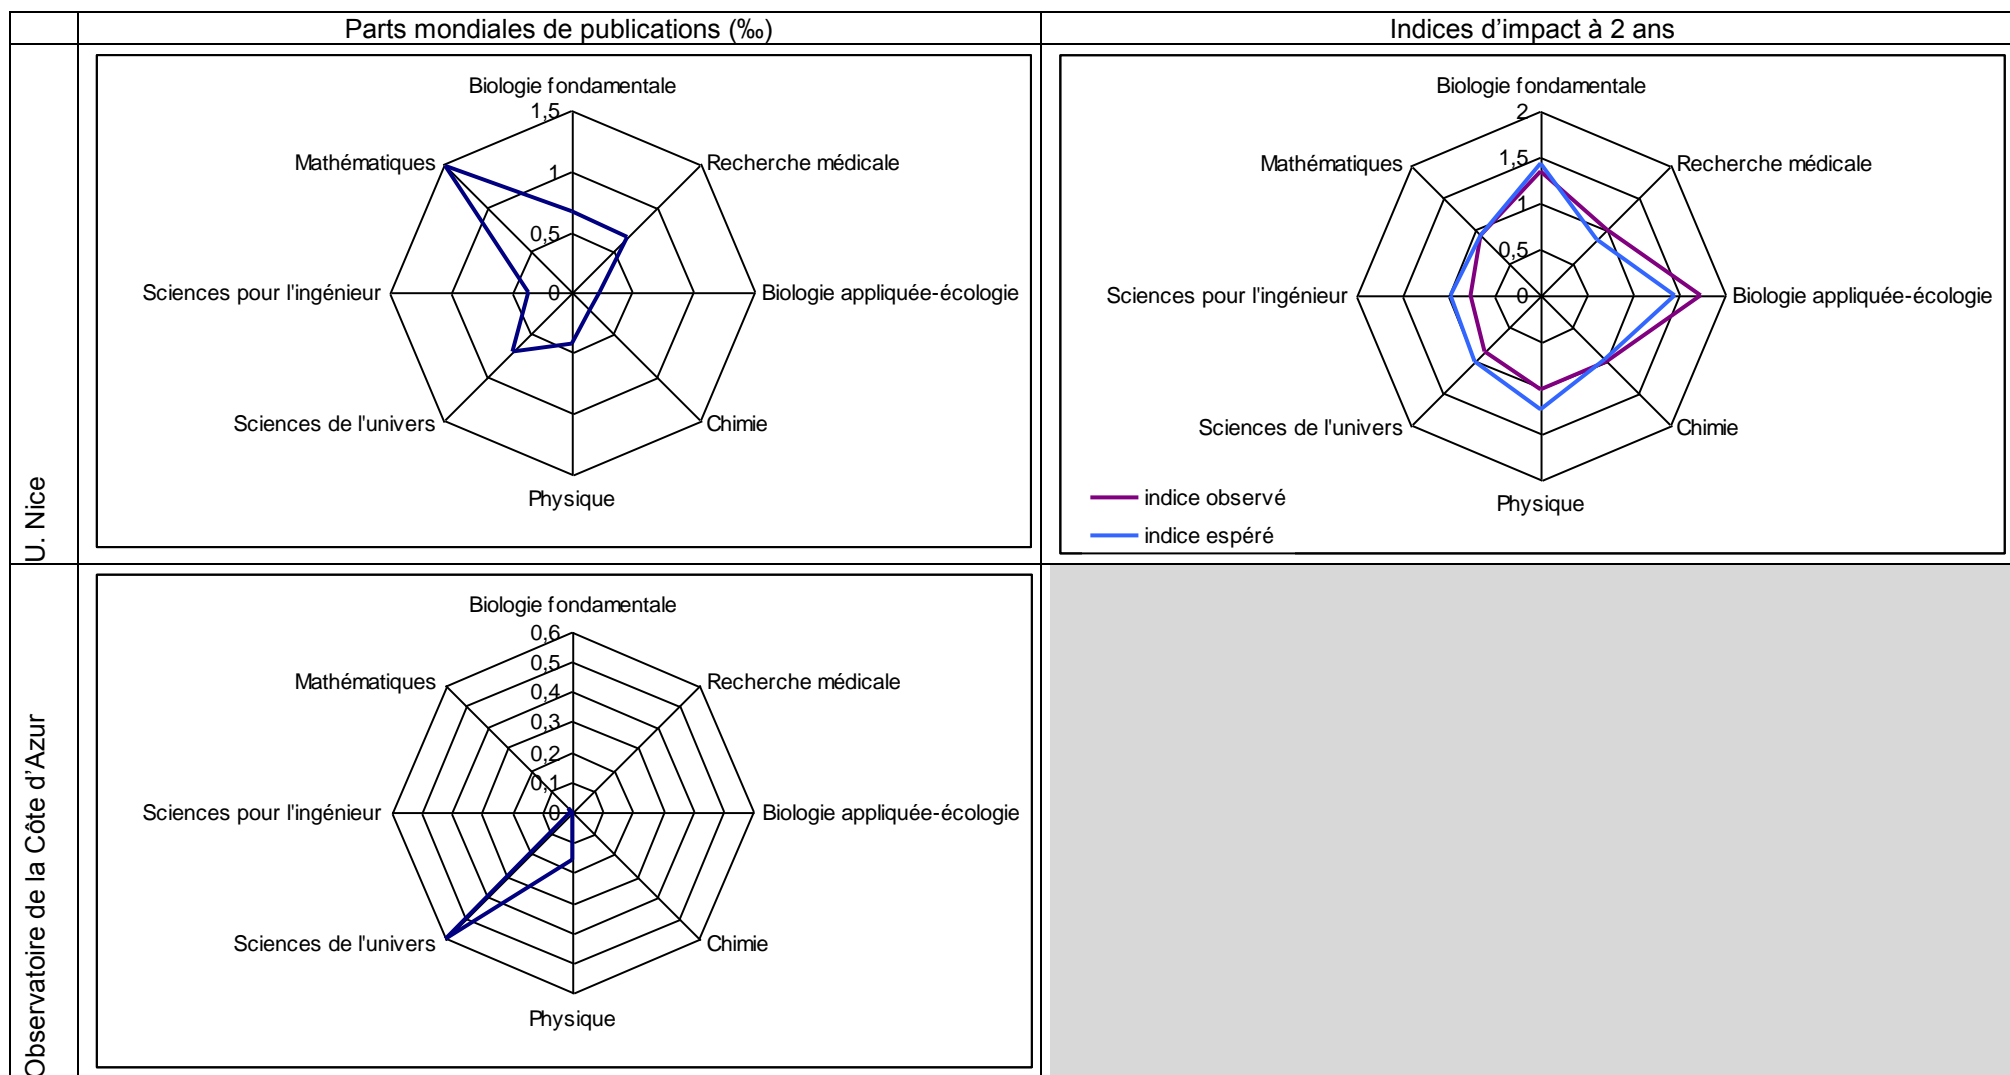 Parts mondiales de publications (‰)
Indices d'impact à 2 ans
U. Nice
Biologie fondamentale
1,5
1
0,5
0
Recherche médicale
Mathématiques
Biologie appliquée-écologie
Sciences pour l'ingénieur
Chimie
Sciences de l'univers
Physique
Biologie fondamentale
2
1,5
1
0,5
0
Recherche médicale
Mathématiques
Biologie appliquée-écologie
Sciences pour l'ingénieur
Chimie
Sciences de l'univers
Physique
indice observé
indice espéré
Observatoire de la Côte d'Azur
Biologie fondamentale
0,6
0,5
0,4
0,3
0,2
0,1
0
Recherche médicale
Mathématiques
Biologie appliquée-écologie
Sciences pour l'ingénieur
Chimie
Sciences de l'univers
Physique